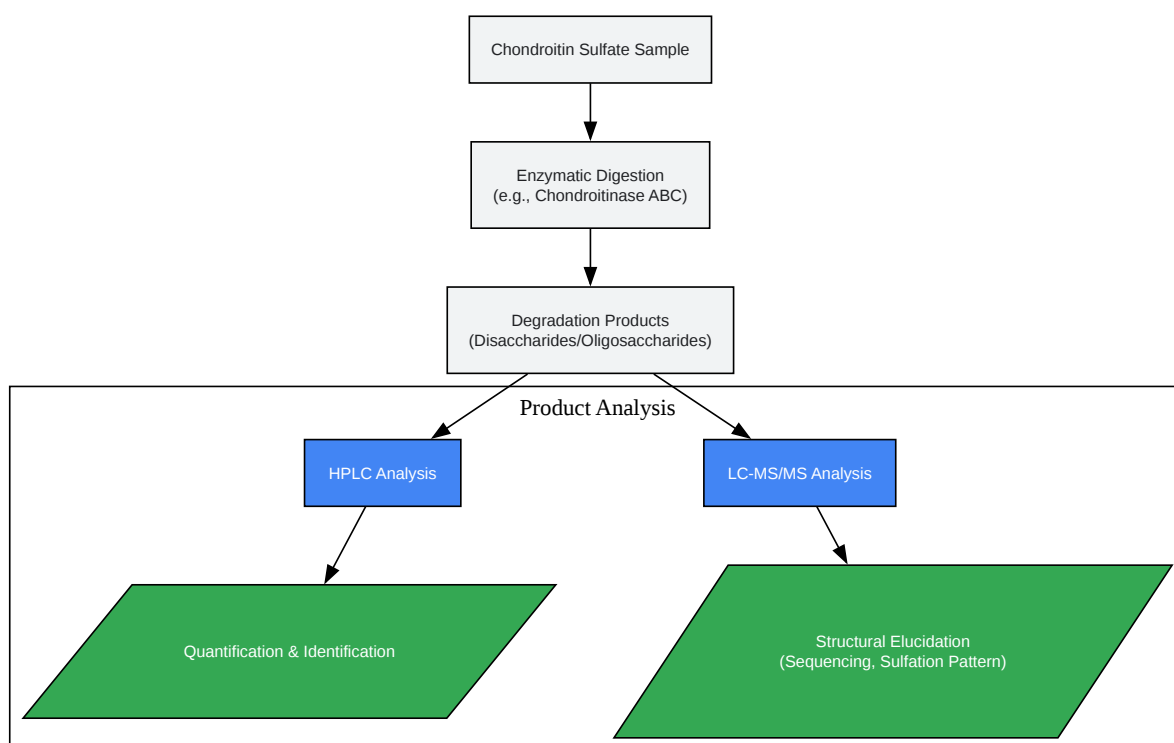 Chondroitin Sulfate Sample
Enzymatic Digestion
(e.g., Chondroitinase ABC)
Degradation Products
(Disaccharides/Oligosaccharides)
Product Analysis
HPLC Analysis
LC-MS/MS Analysis
Quantification & Identification
Structural Elucidation
(Sequencing, Sulfation Pattern)